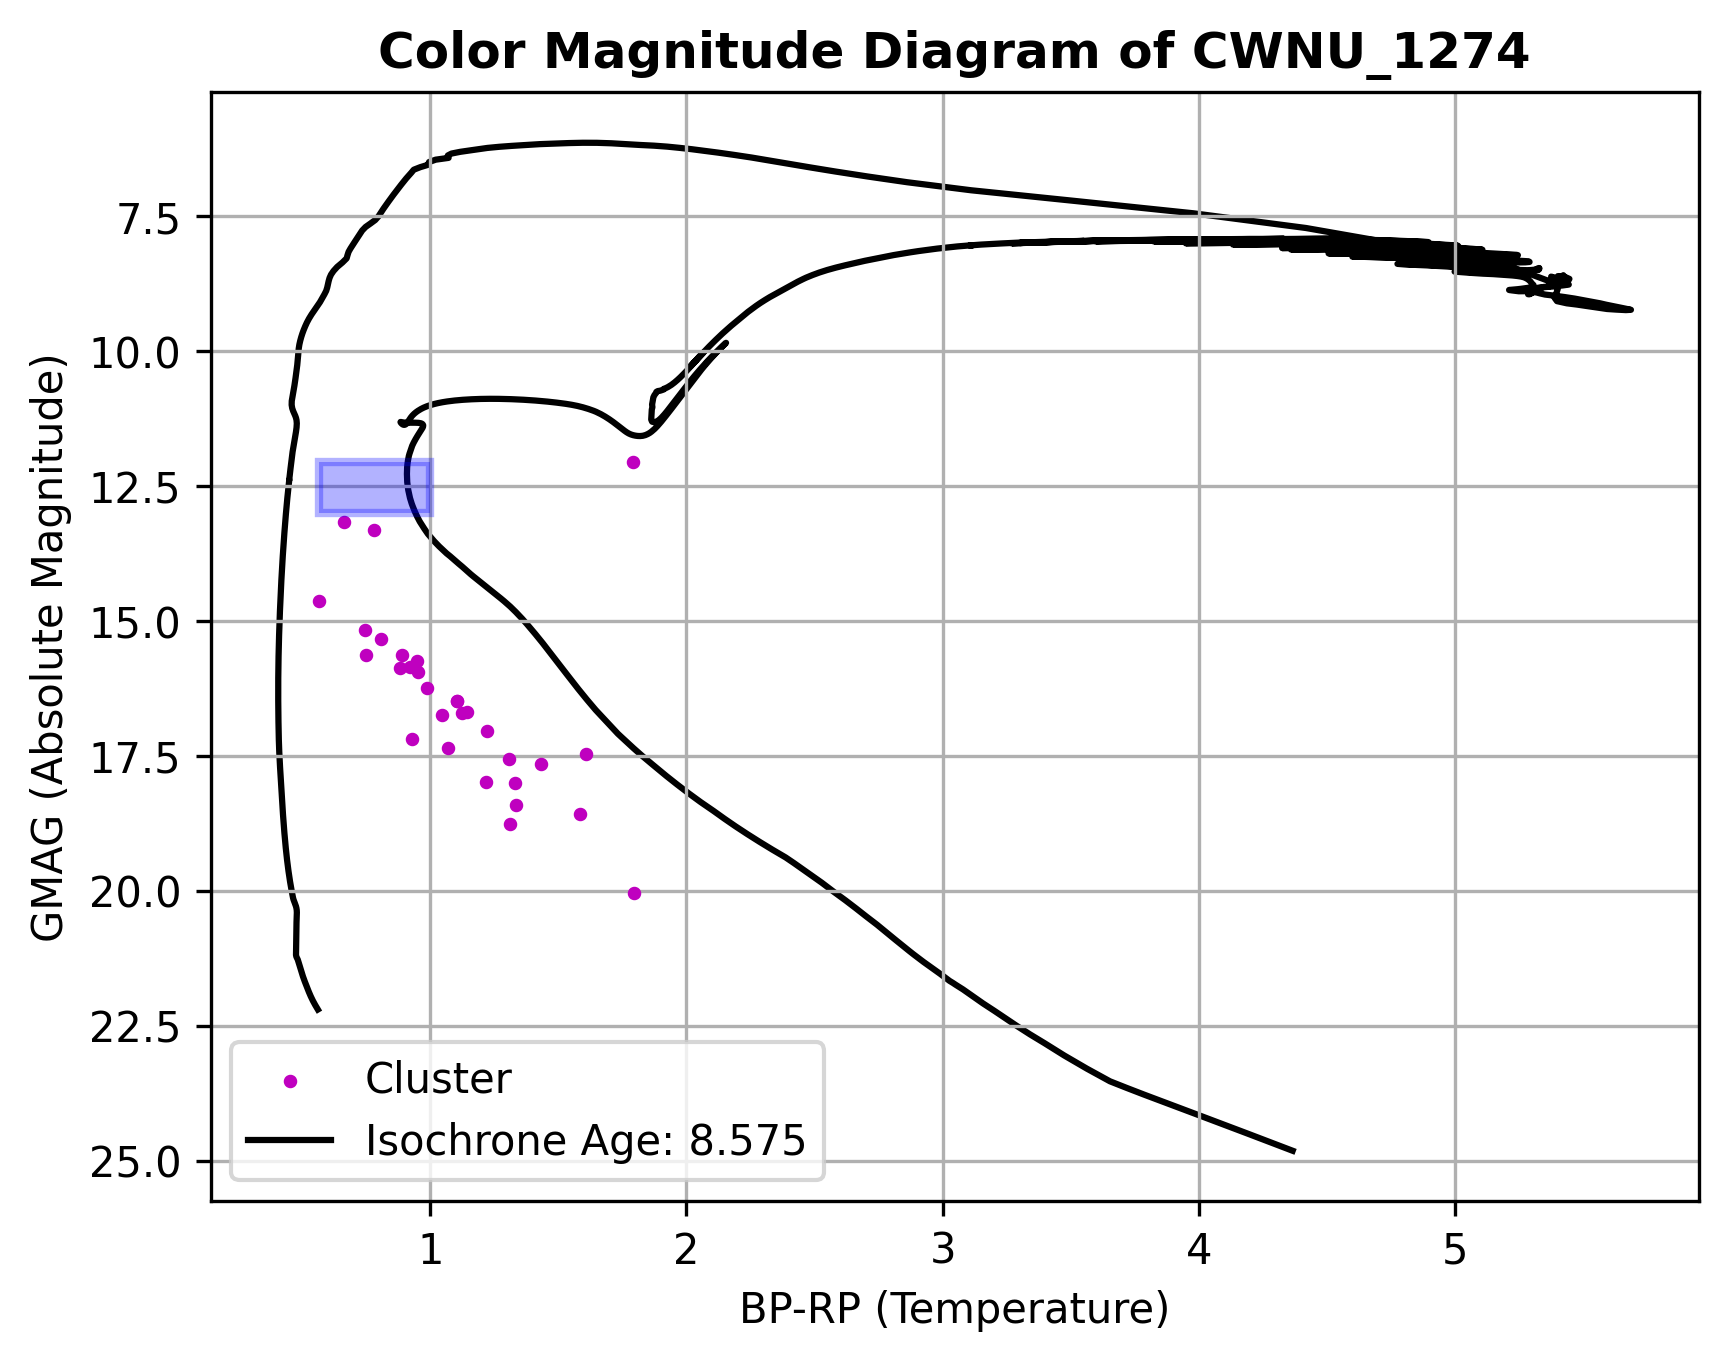 Color Magnitude Diagram of CWNU_1274
GMAG (Absolute Magnitude)
7.5
10.0
12.5
15.0
17.5
20.0
22.5
25.0
Cluster
Isochrone Age: 8.575
1 2 3 4 5
BP-RP (Temperature)